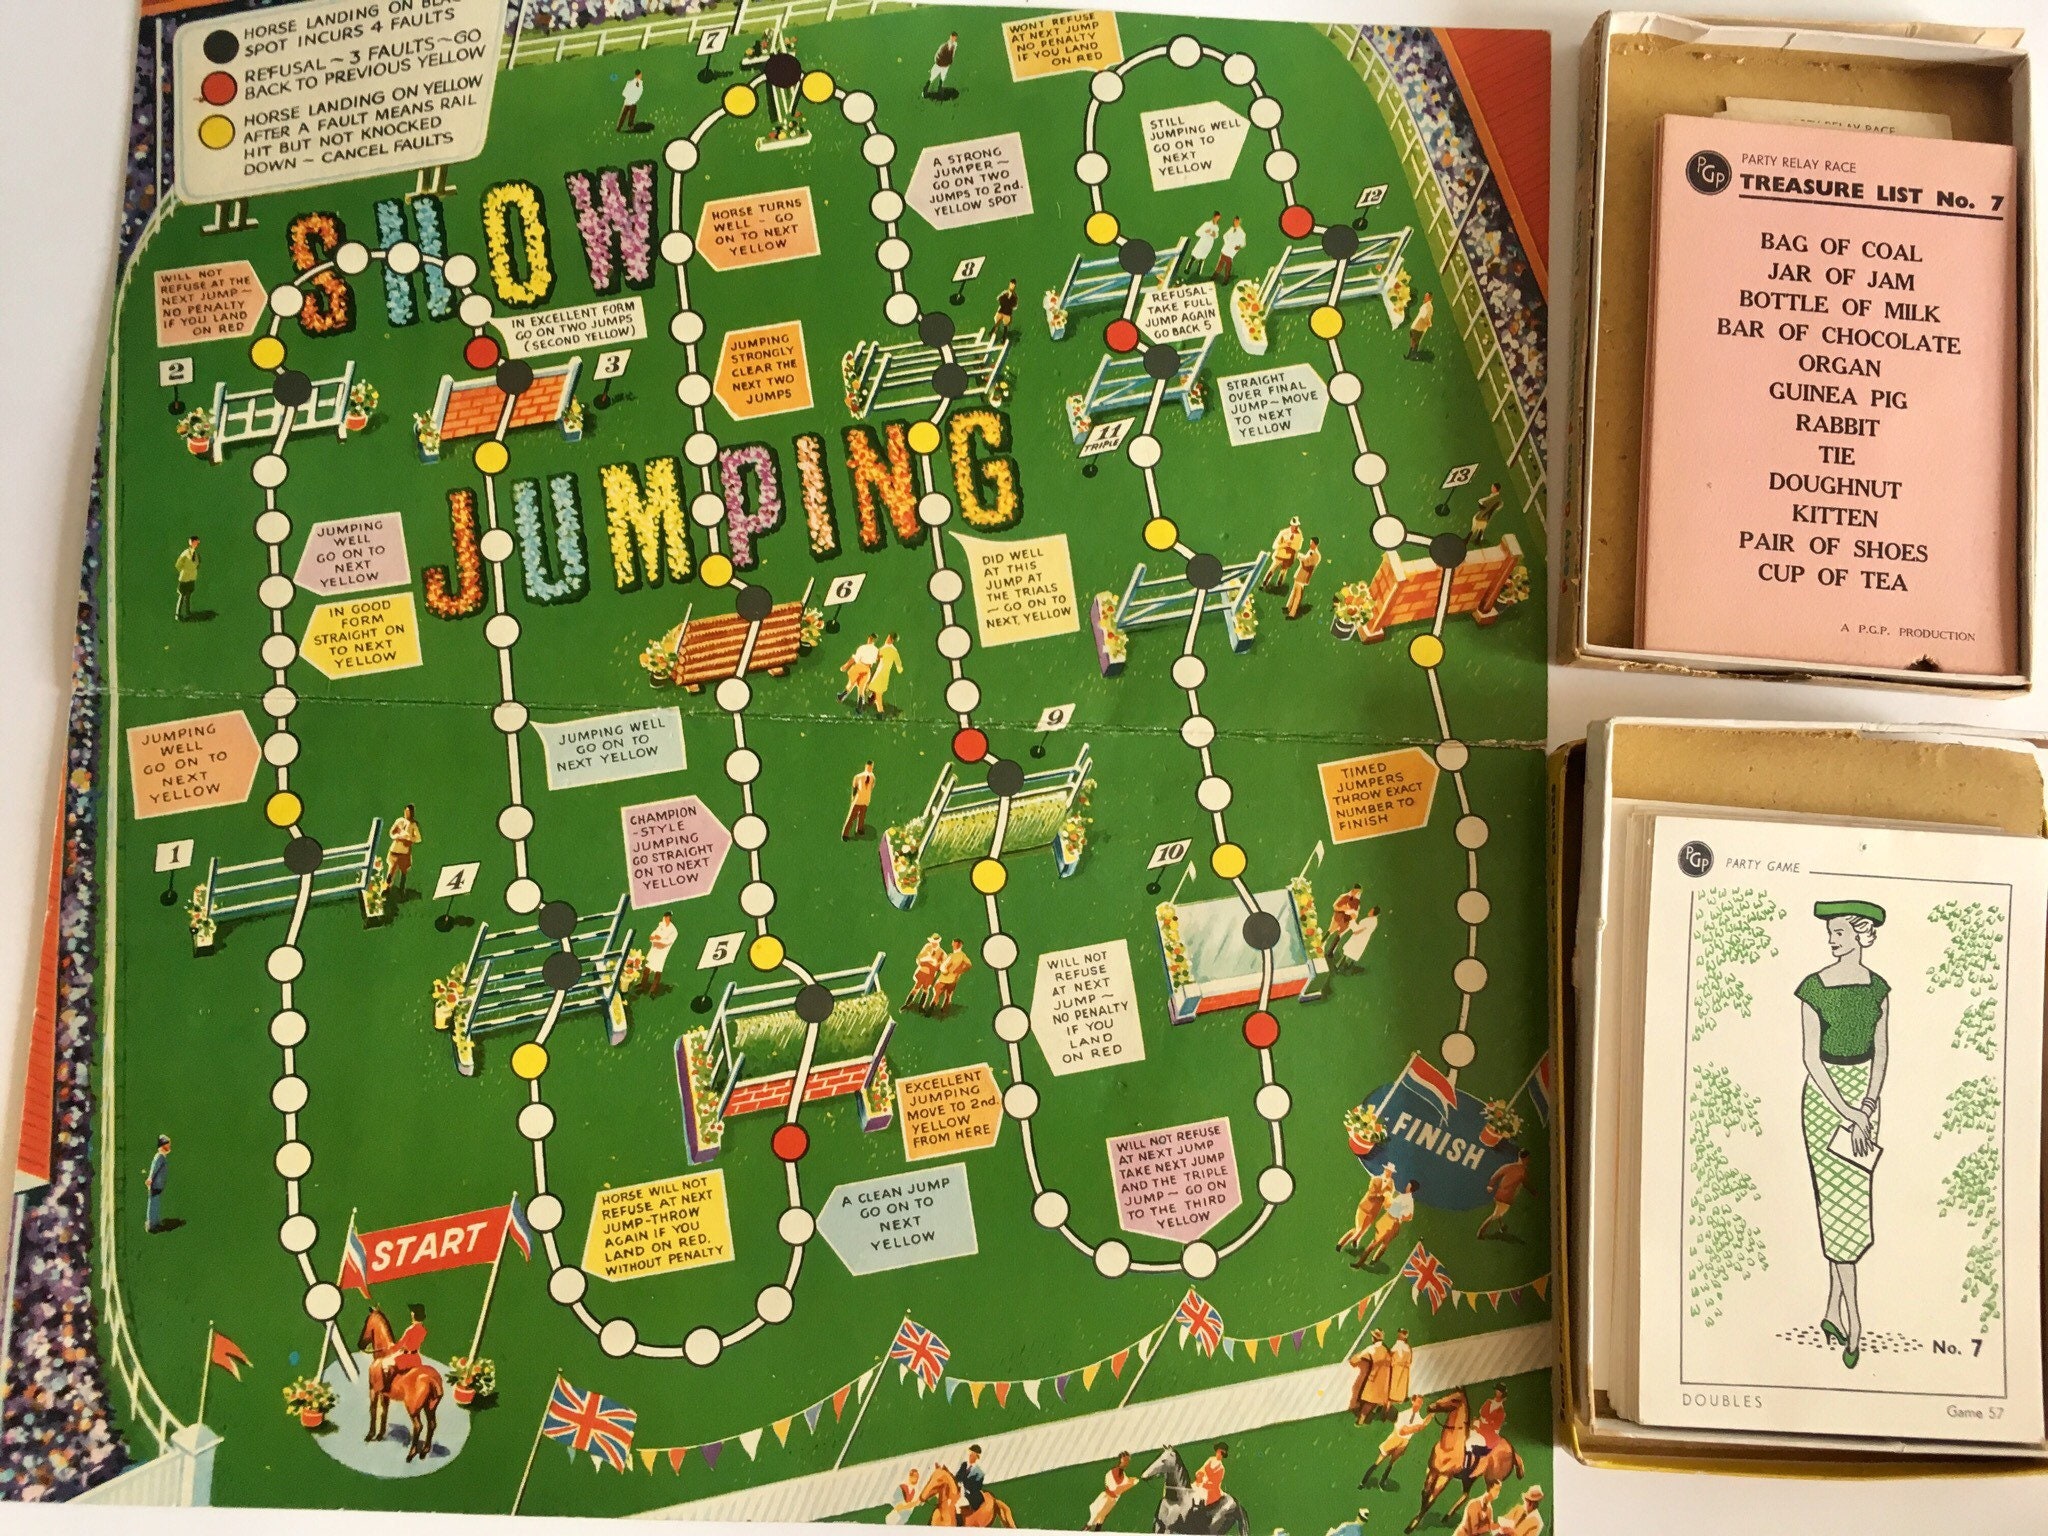 HORSE LANDING ON
SPOT INCURS 4 FAULTS
REFUSAL ~ 3 FAULTS ~ GO
BACK TO PREVIOUS YELLOW
HORSE LANDING ON YELLOW
AFTER A FAULT MEANS RAIL
HIT BUT NOT KNOCKED
DOWN ~ CANCEL FAULTS
SHOW
JUMPING
WILL NOT
REFUSE AT THE
NEXT JUMP ~
NO PENALTY
IF YOU LAND
ON RED
2
IN EXCELLENT FORM
GO ON TWO JUMPS
(SECOND YELLOW)
3
JUMPING
WELL
GO ON TO
NEXT
YELLOW
IN GOOD
FORM
STRAIGHT ON
TO NEXT
YELLOW
JUMPING
WELL
GO ON TO
NEXT
YELLOW
1
START
4
JUMPING WELL
GO ON TO
NEXT YELLOW
CHAMPION
-STYLE
JUMPING
GO STRAIGHT
ON TO NEXT
YELLOW
5
HORSE WILL NOT
REFUSE AT NEXT
JUMP-THROW
AGAIN IF YOU
LAND ON RED.
WITHOUT PENALTY
A CLEAN JUMP
GO ON TO
NEXT
YELLOW
6
JUMPING
STRONGLY
CLEAR THE
NEXT TWO
JUMPS
HORSE TURNS
WELL ~ GO
ON TO NEXT
YELLOW
7
A STRONG
JUMPER ~
GO ON TWO
JUMPS TO 2nd.
YELLOW SPOT
8
DID WELL
AT THIS
JUMP AT
THE TRIALS
~ GO ON TO
NEXT, YELLOW
9
EXCELLENT
JUMPING
MOVE TO 2nd.
YELLOW
FROM HERE
WILL NOT
REFUSE
AT NEXT
JUMP ~
NO PENALTY
IF YOU
LAND
ON RED
WILL NOT REFUSE
AT NEXT JUMP
TAKE NEXT JUMP
AND THE TRIPLE
JUMP ~ GO ON
TO THE THIRD
YELLOW
10
11
TRIPLE
REFUSAL-
TAKE FULL
JUMP AGAIN
GO BACK 5
WONT REFUSE
AT NEXT JUMP
NO PENALTY
IF YOU LAND
ON RED
STILL
JUMPING WELL
GO ON TO
NEXT
YELLOW
12
STRAIGHT
OVER FINAL
JUMP ~ MOVE
TO NEXT
YELLOW
13
TIMED
JUMPERS
THROW EXACT
NUMBER TO
FINISH
FINISH
RELAY RACE
PGP
PARTY RELAY RACE
TREASURE LIST No. 7
BAG OF COAL
JAR OF JAM
BOTTLE OF MILK
BAR OF CHOCOLATE
ORGAN
GUINEA PIG
RABBIT
TIE
DOUGHNUT
KITTEN
PAIR OF SHOES
CUP OF TEA
A P.G.P. PRODUCTION
PGP
PARTY GAME
No. 7
DOUBLES
Game 57